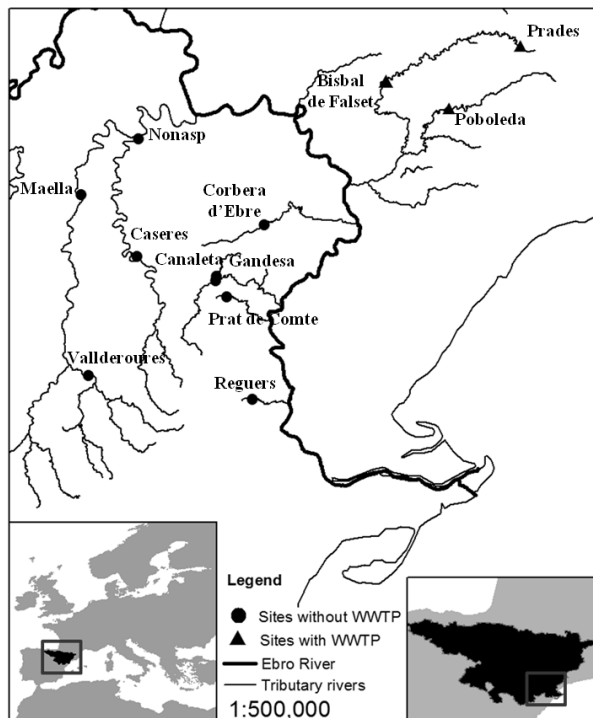 Prades
Bisbal
de Falset
Poboleda
Nonasp
Maella
Corbera
d'Ebre
Caseres
Canaleta
Gandesa
Prat de Comte
Vallderoures
Reguers
Legend
Sites without WWTP
Sites with WWTP
Ebro River
Tributary rivers
1:500,000